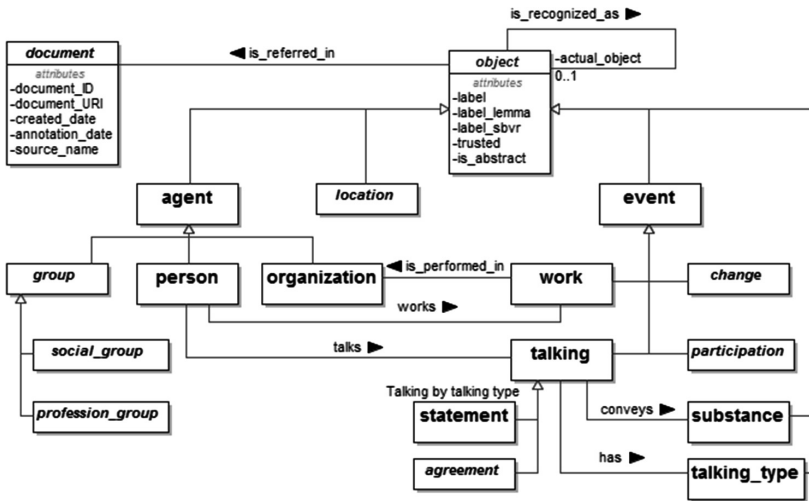 is_recognized_as ▶
document
◀ is_referred_in
object
-actual_object
0..1
attributes
-document_ID
-document_URI
-created_date
-annotation_date
-source_name
attributes
-label
-label_lemma
-label_sbvr
-trusted
-is_abstract
agent
location
event
group
person
organization
◀ is_performed_in
work
change
works ▶
social_group
talks ▶
talking
participation
Talking by talking type
profession_group
statement
conveys ▶
substance
agreement
has ▶
talking_type